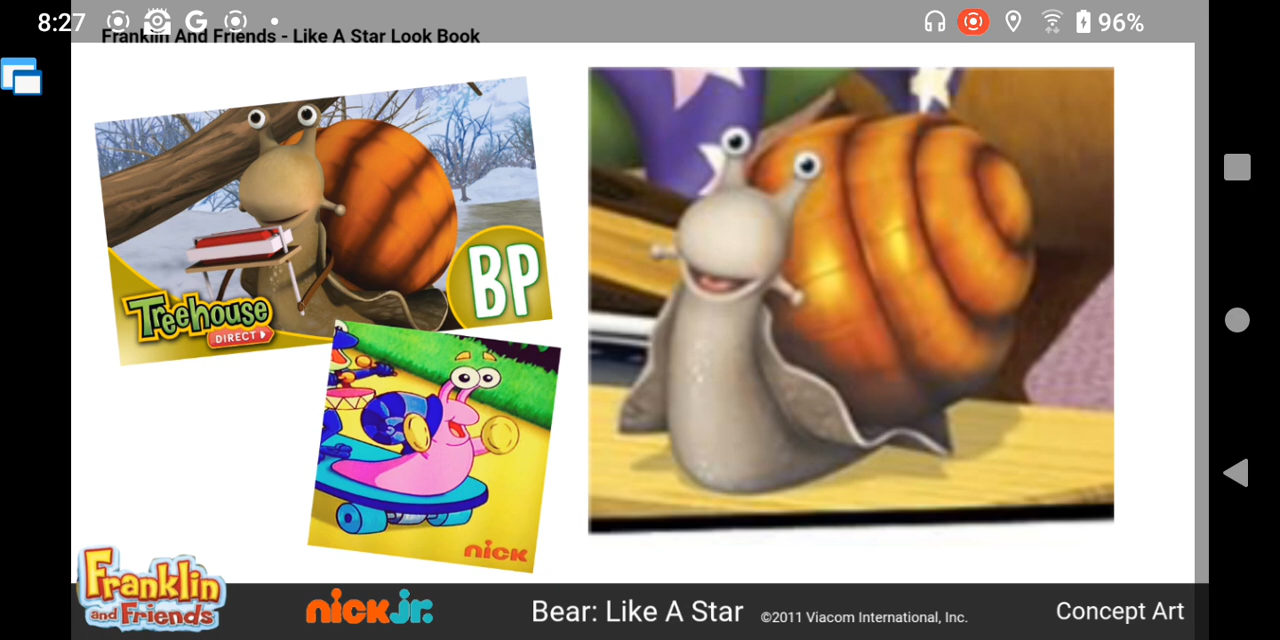 8:27
G
96%
Franklin And Friends - Like A Star Look Book
BP
Treehouse
DIRECT
nick
Franklin
and Friends
nick jr.
Bear: Like A Star
©2011 Viacom International, Inc.
Concept Art